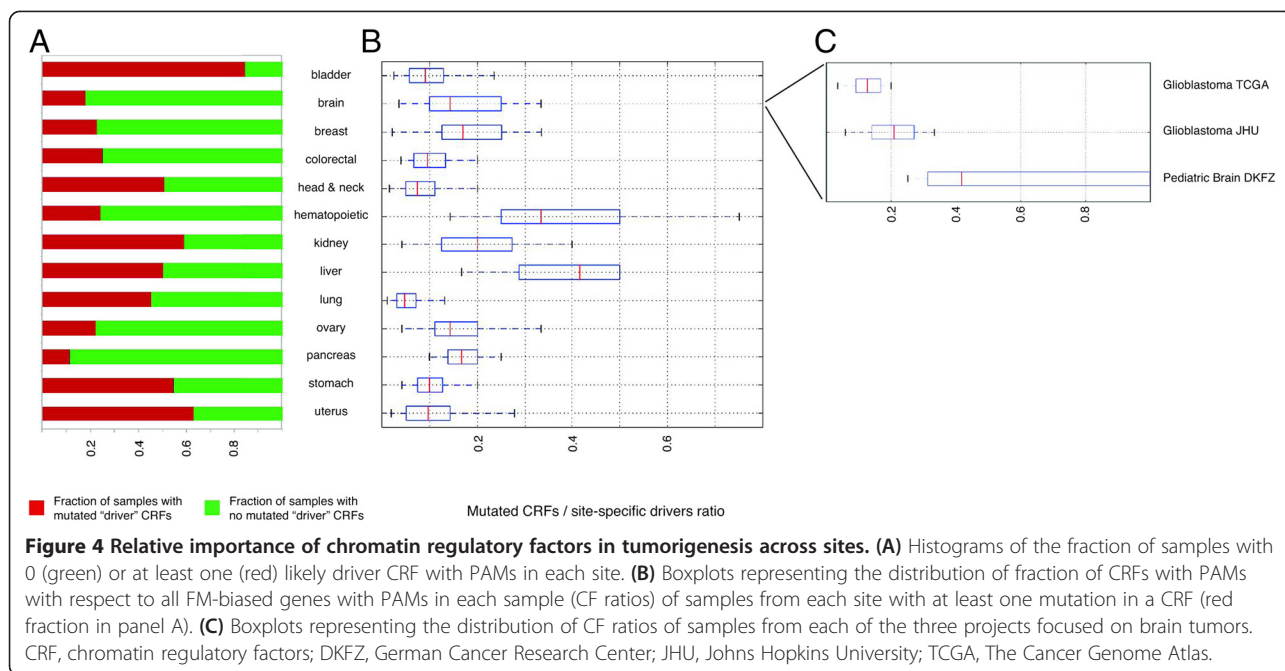 A
B
C
bladder
brain
breast
colorectal
head & neck
hematopoietic
kidney
liver
lung
ovary
pancreas
stomach
uterus
0.2
0.4
0.6
0.8
0.2
0.4
0.6
Glioblastoma TCGA
Glioblastoma JHU
Pediatric Brain DKFZ
0.2
0.4
0.6
0.8
Fraction of samples with
mutated "driver" CRFs
Fraction of samples with
no mutated "driver" CRFs
Mutated CRFs / site-specific drivers ratio
Figure 4 Relative importance of chromatin regulatory factors in tumorigenesis across sites. (A) Histograms of the fraction of samples with
0 (green) or at least one (red) likely driver CRF with PAMs in each site. (B) Boxplots representing the distribution of fraction of CRFs with PAMs
with respect to all FM-biased genes with PAMs in each sample (CF ratios) of samples from each site with at least one mutation in a CRF (red
fraction in panel A). (C) Boxplots representing the distribution of CF ratios of samples from each of the three projects focused on brain tumors.
CRF, chromatin regulatory factors; DKFZ, German Cancer Research Center; JHU, Johns Hopkins University; TCGA, The Cancer Genome Atlas.